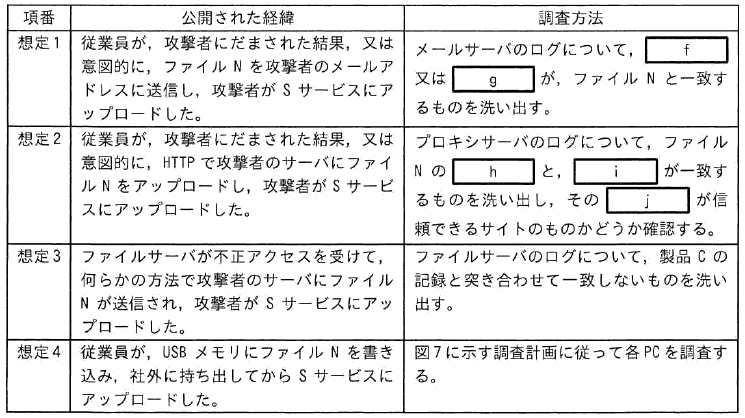 項番 公開された経緯 調査方法
想定1 従業員が，攻撃者にだまされた結果，又は
意図的に，ファイル N を攻撃者のメールア
ドレスに送信し，攻撃者が S サービスにア
ップロードした。
メールサーバのログについて， f
又は g が，ファイル N と一致す
るものを洗い出す。
想定2 従業員が，攻撃者にだまされた結果，又は
意図的に，HTTP で攻撃者のサーバにファイ
ル N をアップロードし，攻撃者が S サービ
スにアップロードした。
プロキシサーバのログについて，ファイル
N の h と， i が一致す
るものを洗い出し，その j が信
頼できるサイトのものかどうか確認する。
想定3 ファイルサーバが不正アクセスを受けて，
何らかの方法で攻撃者のサーバにファイル
N が送信され，攻撃者が S サービスにアッ
プロードした。
ファイルサーバのログについて，製品 C の
記録と突き合わせて一致しないものを洗い
出す。
想定4 従業員が，USB メモリにファイル N を書き
込み，社外に持ち出してから S サービスに
アップロードした。
図7に示す調査計画に従って各PCを調査す
る。